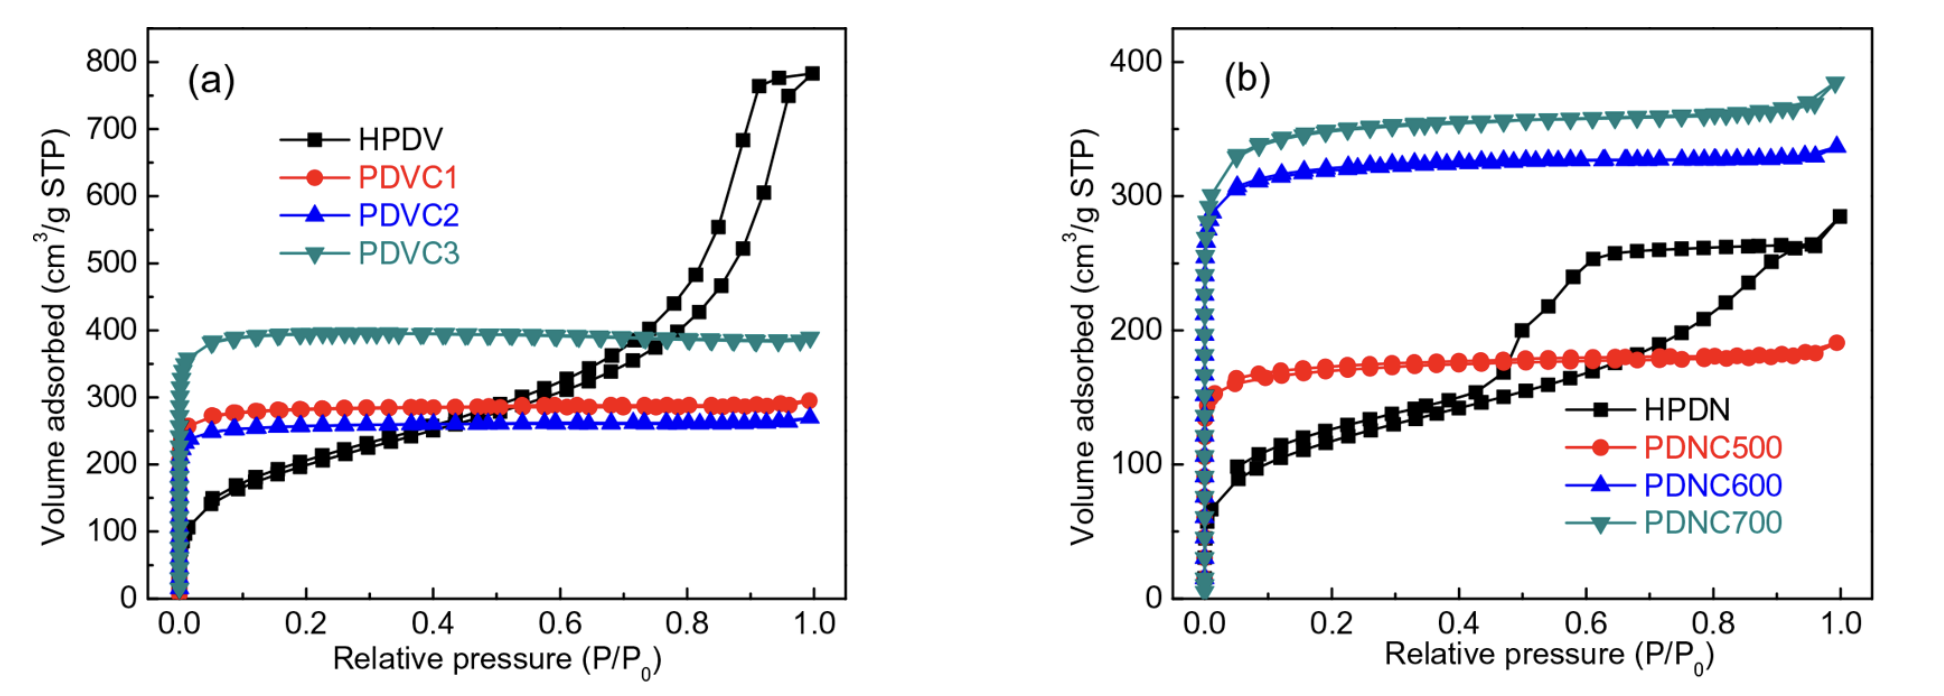 (a)
800
700
600
500
400
300
200
100
0
Volume adsorbed (cm³/g STP)
HPDV
PDVC1
PDVC2
PDVC3
0.0 0.2 0.4 0.6 0.8 1.0
Relative pressure (P/P₀)
(b)
400
300
200
100
0
Volume adsorbed (cm³/g STP)
HPDN
PDNC500
PDNC600
PDNC700
0.0 0.2 0.4 0.6 0.8 1.0
Relative pressure (P/P₀)